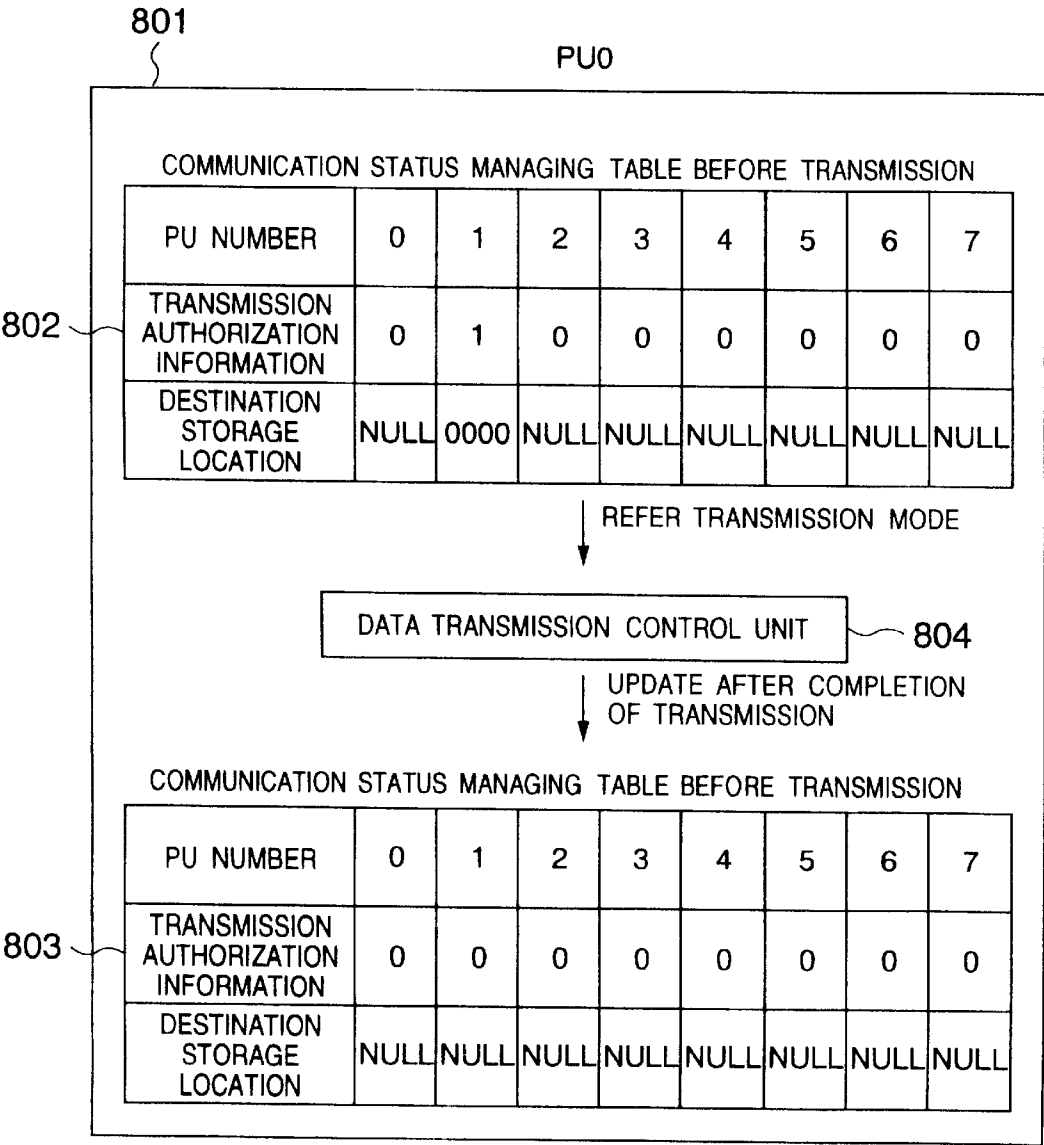 801
PU0
COMMUNICATION STATUS MANAGING TABLE BEFORE TRANSMISSION
PU NUMBER 0 1 2 3 4 5 6 7
802
TRANSMISSION
AUTHORIZATION
INFORMATION
0 1 0 0 0 0 0 0
DESTINATION
STORAGE
LOCATION
NULL 0000 NULL NULL NULL NULL NULL NULL
REFER TRANSMISSION MODE
DATA TRANSMISSION CONTROL UNIT
804
UPDATE AFTER COMPLETION
OF TRANSMISSION
COMMUNICATION STATUS MANAGING TABLE BEFORE TRANSMISSION
PU NUMBER 0 1 2 3 4 5 6 7
803
TRANSMISSION
AUTHORIZATION
INFORMATION
0 0 0 0 0 0 0 0
DESTINATION
STORAGE
LOCATION
NULL NULL NULL NULL NULL NULL NULL NULL